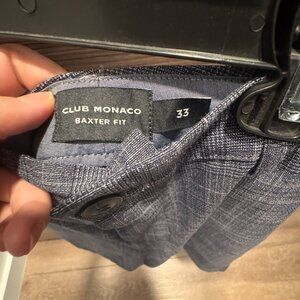 CLUB MONACO
BAXTER FIT
33